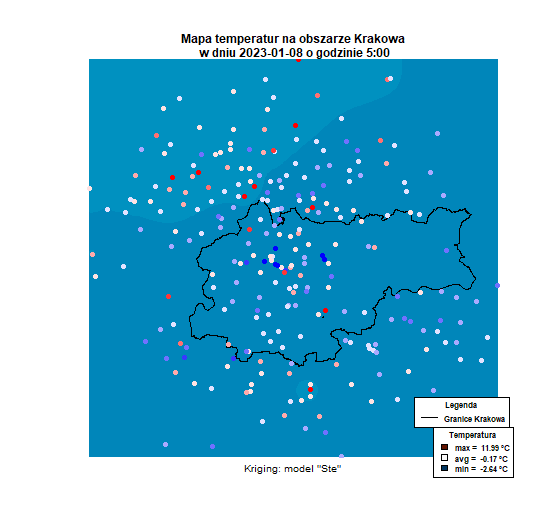 Mapa temperatur na obszarze Krakowa
w dniu 2023-01-08 o godzinie 5:00
Legenda
Granice Krakowa
Temperatura
max = 11.99 °C
avg = -0.17 °C
min = -2.64 °C
Kriging: model "Ste"